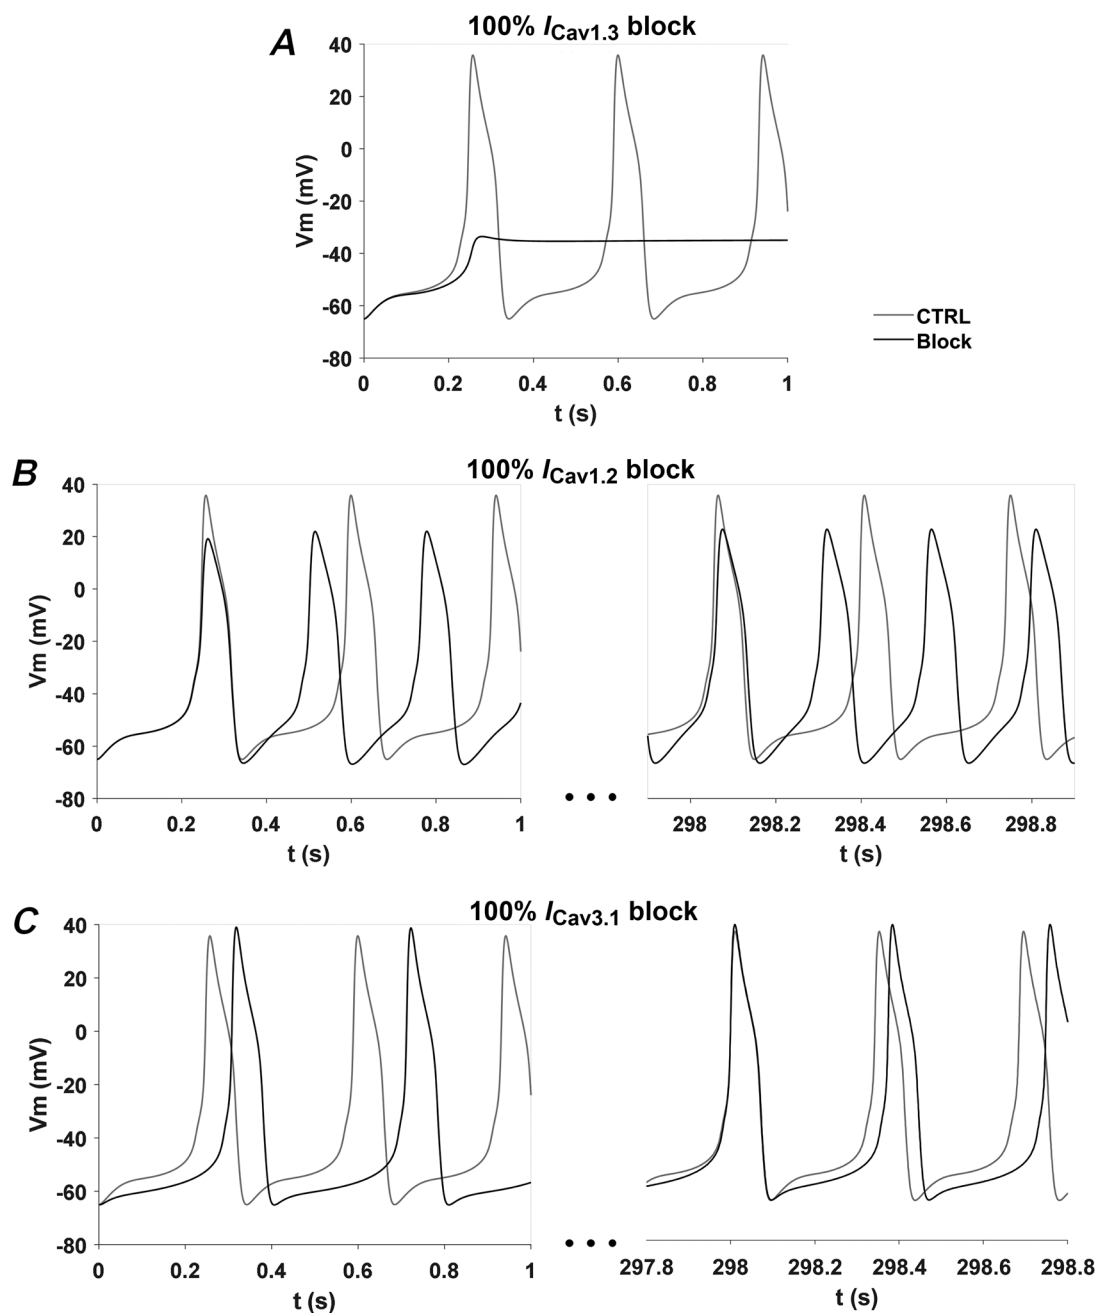 A
100% ICav1.3 block
40
20
0
-20
-40
-60
-80
Vm (mV)
0
0.2
0.4
0.6
0.8
1
t (s)
CTRL
Block
B
100% ICav1.2 block
40
20
0
-20
-40
-60
-80
Vm (mV)
0
0.2
0.4
0.6
0.8
1
t (s)
• • •
298
298.2
298.4
298.6
298.8
t (s)
C
100% ICav3.1 block
40
20
0
-20
-40
-60
-80
Vm (mV)
0
0.2
0.4
0.6
0.8
1
t (s)
• • •
297.8
298
298.2
298.4
298.6
298.8
t (s)